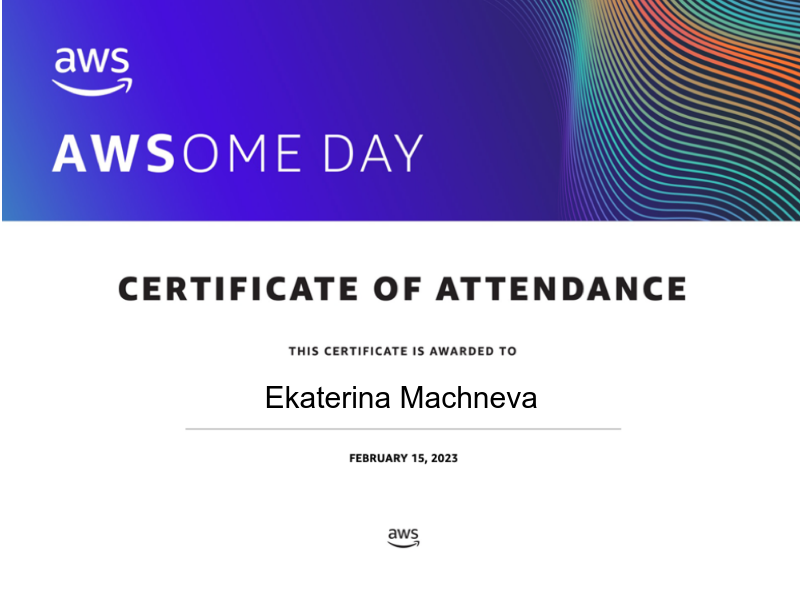 aws
AWSOME DAY
CERTIFICATE OF ATTENDANCE
THIS CERTIFICATE IS AWARDED TO
Ekaterina Machneva
FEBRUARY 15, 2023
aws